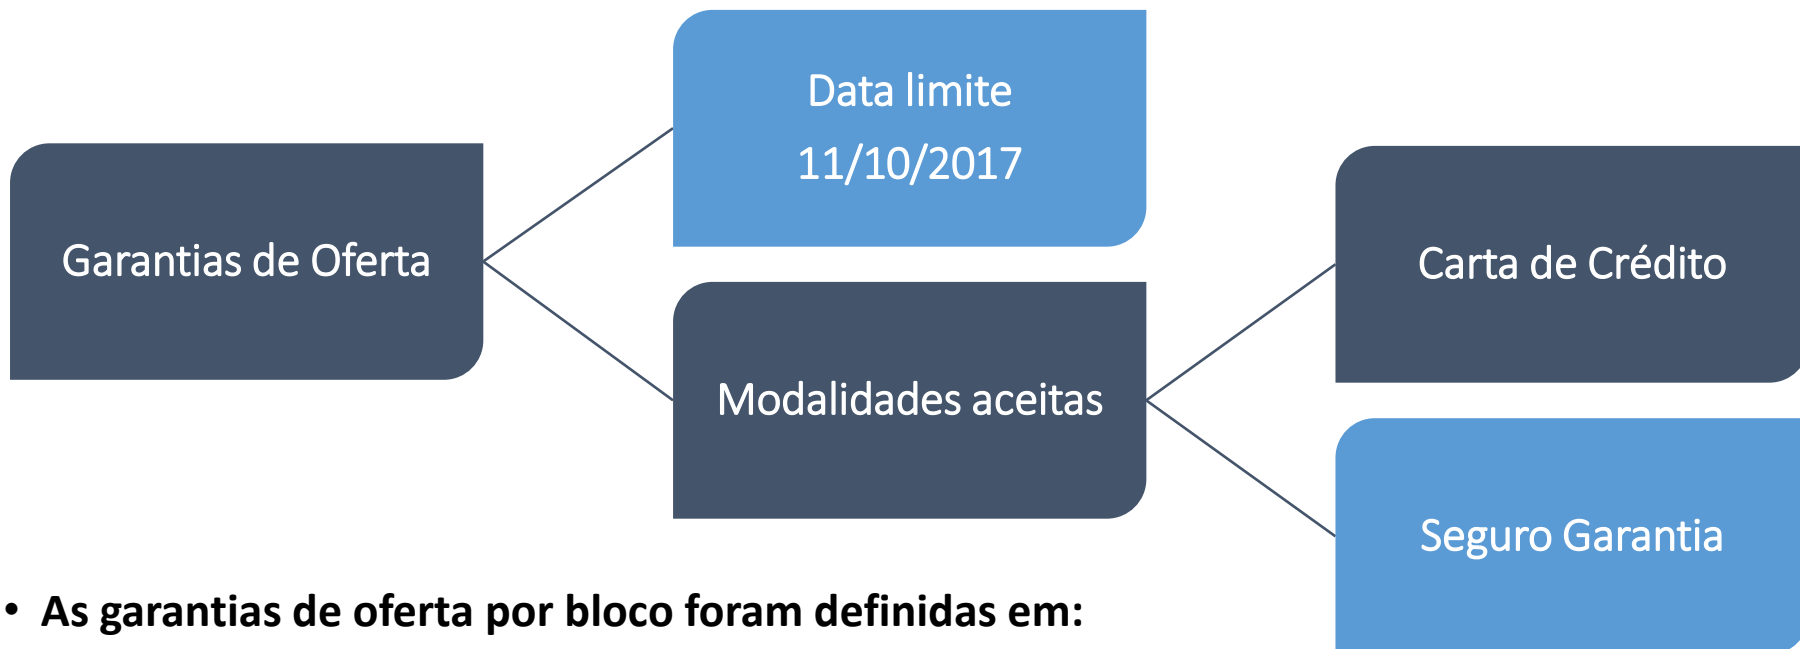 Garantias de Oferta
Data limite
11/10/2017
Modalidades aceitas
Carta de Crédito
Seguro Garantia
• As garantias de oferta por bloco foram definidas em: